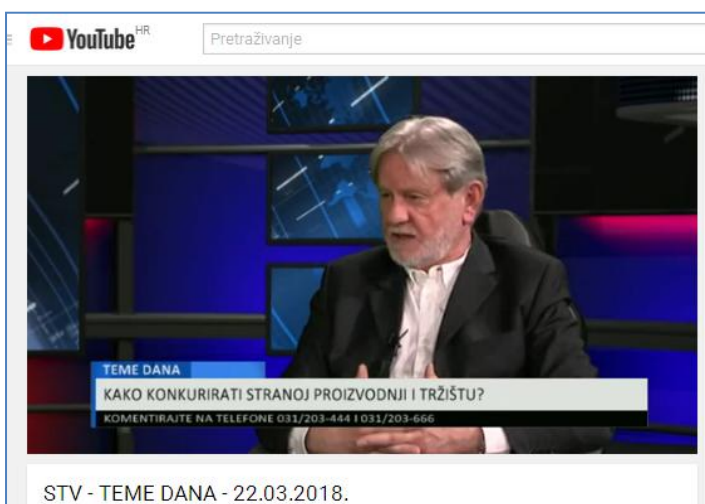 YouTube HR
Pretraživanje
TEME DANA
KAKO KONKURIRATI STRANOJ PROIZVODNJI I TRŽIŠTU?
KOMENTIRAJTE NA TELEFONE 031/203-444 I 031/203-666
STV - TEME DANA - 22.03.2018.